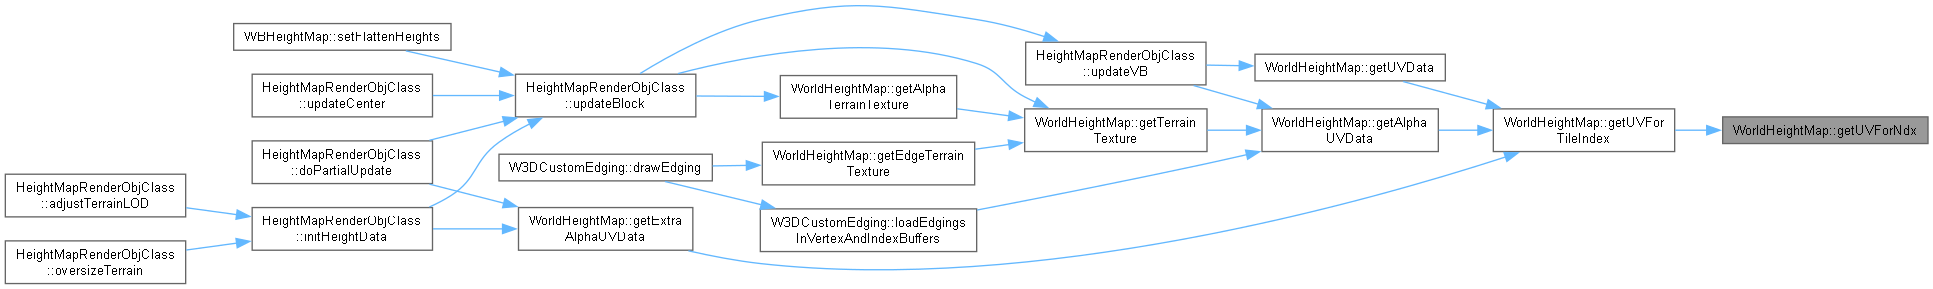 WBHeightMap::setFlattenHeights
HeightMapRenderObjClass
::updateCenter
HeightMapRenderObjClass
::doPartialUpdate
HeightMapRenderObjClass
::adjustTerrainLOD
HeightMapRenderObjClass
::initHeightData
HeightMapRenderObjClass
::oversizeTerrain
HeightMapRenderObjClass
::updateBlock
W3DCustomEdging::drawEdging
WorldHeightMap::getExtra
AlphaUVData
WorldHeightMap::getAlpha
TerrainTexture
WorldHeightMap::getEdgeTerrain
Texture
W3DCustomEdging::loadEdgings
InVertexAndIndexBuffers
HeightMapRenderObjClass
::updateVB
WorldHeightMap::getTerrain
Texture
WorldHeightMap::getUVData
WorldHeightMap::getAlpha
UVData
WorldHeightMap::getUVFor
TileIndex
WorldHeightMap::getUVForNdx